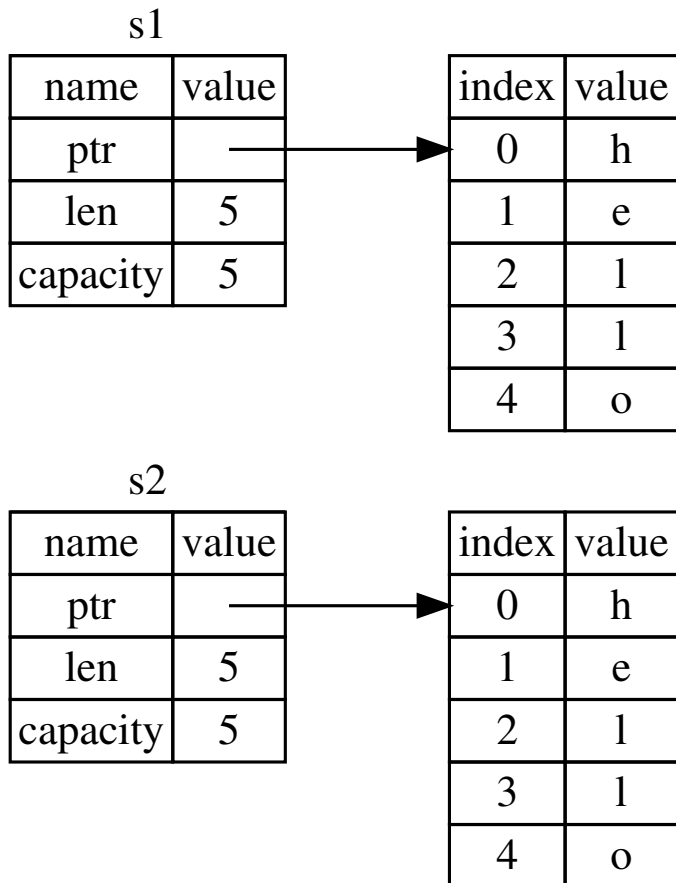 s1
name value
ptr
len 5
capacity 5
index value
0 h
1 e
2 l
3 l
4 o
s2
name value
ptr
len 5
capacity 5
index value
0 h
1 e
2 l
3 l
4 o